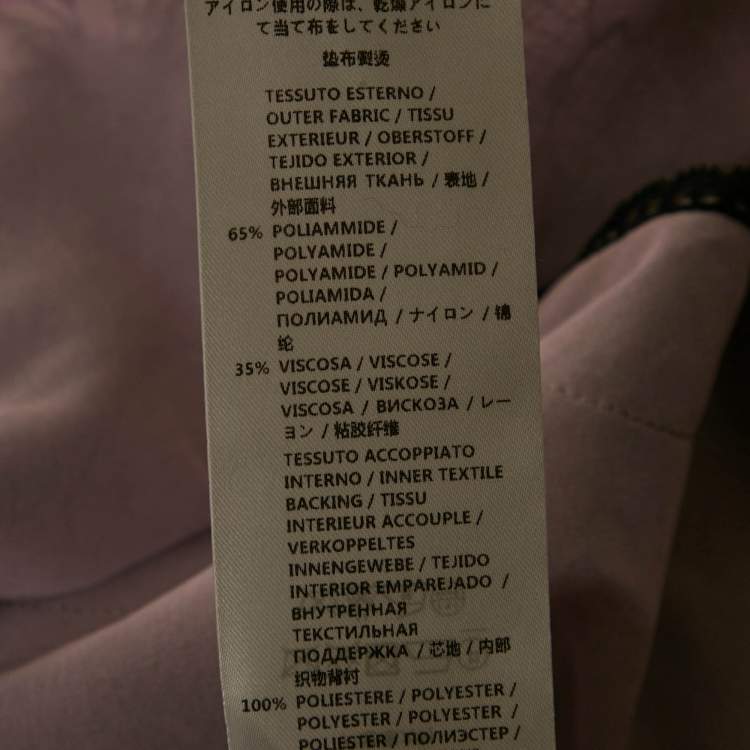 アイロン使用の際は、乾燥アイロンに
て当て布をしてください
垫布熨烫
TESSUTO ESTERNO /
OUTER FABRIC / TISSU
EXTERIEUR / OBERSTOFF /
TEJIDO EXTERIOR /
ВНЕШНЯЯ ТКАНЬ / 表地 /
外部面料
65% POLIAMMIDE /
POLYAMIDE /
POLYAMIDE / POLYAMID /
POLIAMIDA /
ПОЛИАМИД / ナイロン / 锦
纶
35% VISCOSA / VISCOSE /
VISCOSE / VISKOSE /
VISCOSA / ВИСКОЗА / レー
ヨン / 粘胶纤维
TESSUTO ACCOPPIATO
INTERNO / INNER TEXTILE
BACKING / TISSU
INTERIEUR ACCOUPLE /
VERKOPPELTES
INNENGEWEBE / TEJIDO
INTERIOR EMPAREJADO /
ВНУТРЕННАЯ
ТЕКСТИЛЬНАЯ
ПОДДЕРЖКА / 芯地 / 内部
织物背衬
100% POLIESTERE / POLYESTER /
POLYESTER / POLYESTER /
POLIESTER / ПОЛИЭСТЕР /